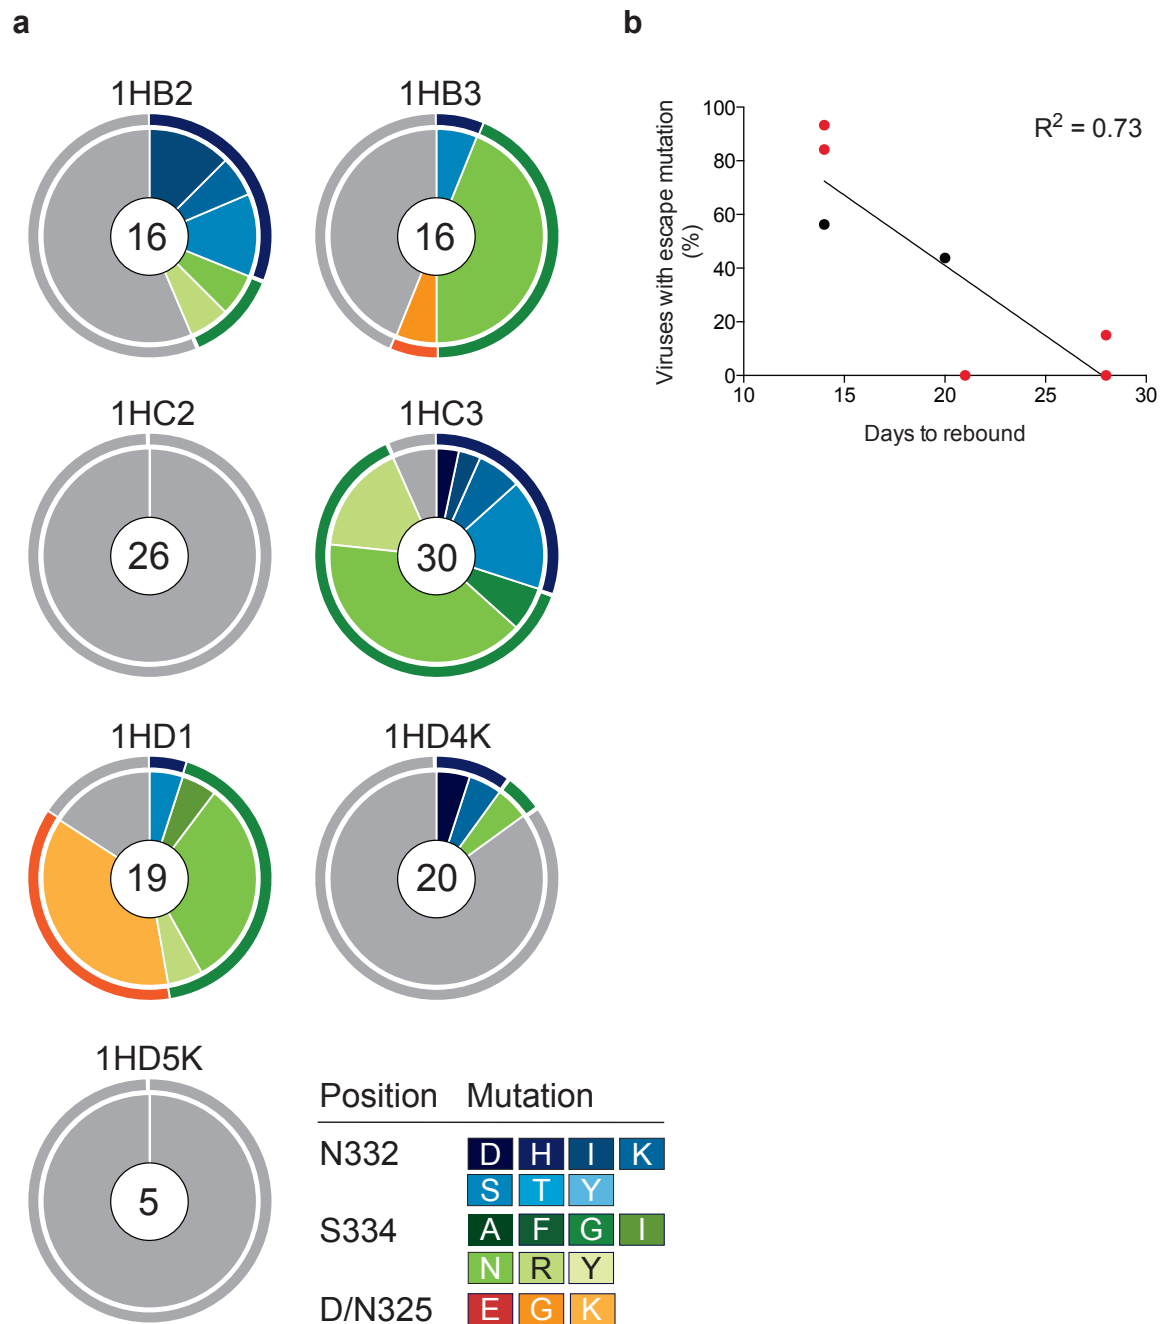 a
b
1HB2
1HB3
16
16
100
80
60
40
20
0
Viruses with escape mutation
(%)
R² = 0.73
10
15
20
25
30
Days to rebound
1HC2
1HC3
26
30
1HD1
1HD4K
19
20
1HD5K
5
Position Mutation
N332 D H I K
S T Y
S334 A F G I
N R Y
D/N325 E G K